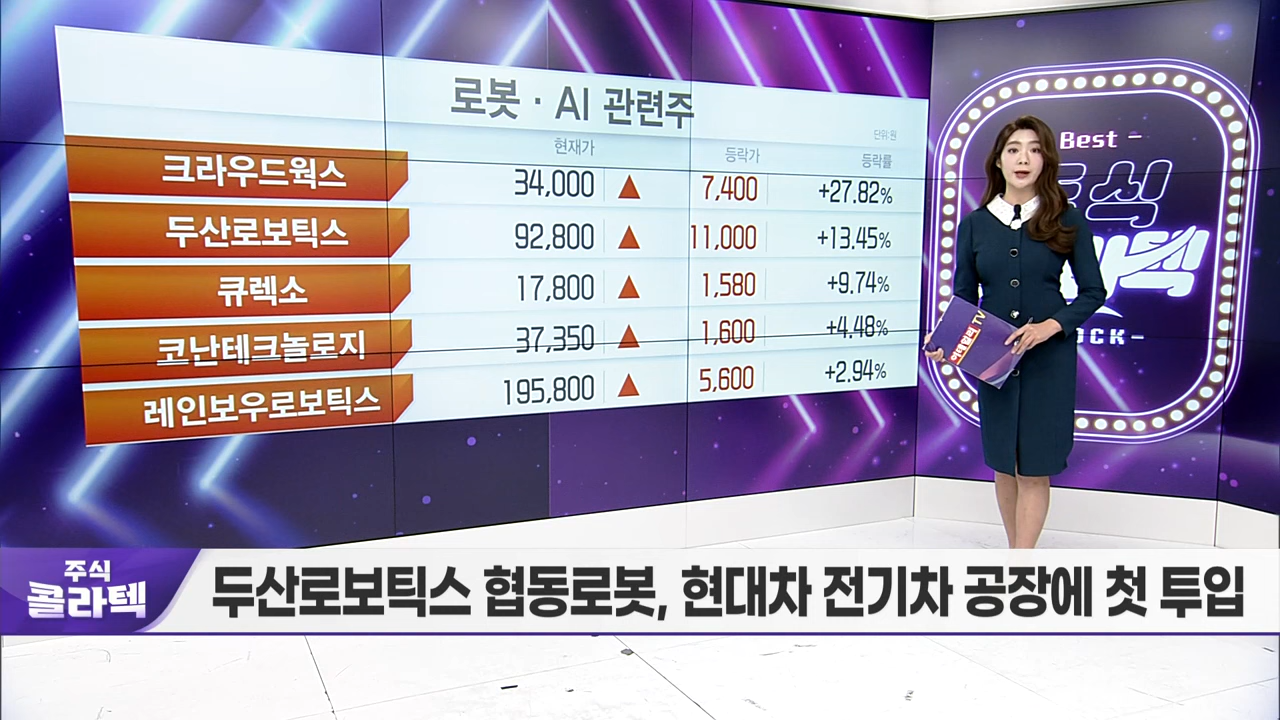 로봇 · AI 관련주
단위:원
현재가 등락가 등락률
크라우드웍스 34,000 ▲ 7,400 +27.82%
두산로보틱스 92,800 ▲ 11,000 +13.45%
큐렉소 17,800 ▲ 1,580 +9.74%
코난테크놀로지 37,350 ▲ 1,600 +4.48%
레인보우로보틱스 195,800 ▲ 5,600 +2.94%
Best -
이데일리 TV
주식
콜라텍
두산로보틱스 협동로봇, 현대차 전기차 공장에 첫 투입